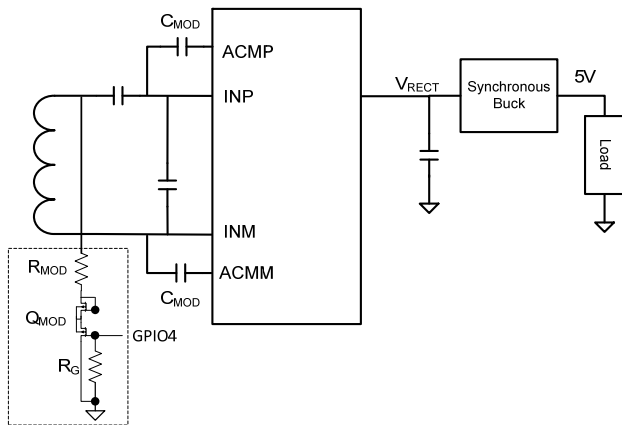 CMOD
ACMP
INP
VRECT
Synchronous
Buck
5V
Load
INM
ACMM
CMOD
RMOD
QMOD
GPIO4
RG